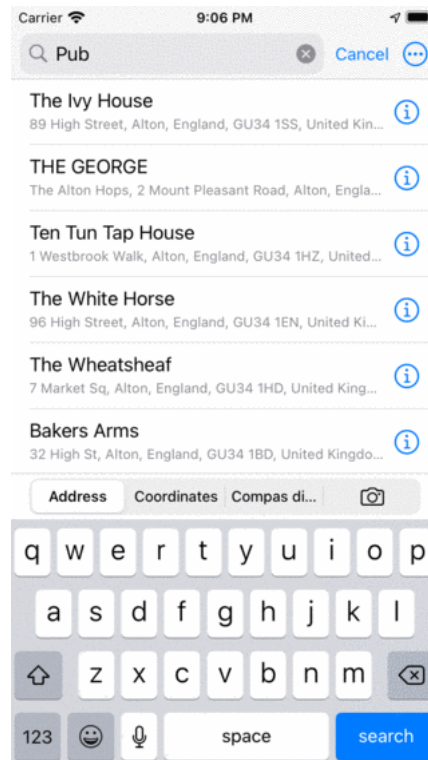 Carrier 9:06 PM
Pub Cancel
The Ivy House
89 High Street, Alton, England, GU34 1SS, United Kin...
THE GEORGE
The Alton Hops, 2 Mount Pleasant Road, Alton, Engla...
Ten Tun Tap House
1 Westbrook Walk, Alton, England, GU34 1HZ, United...
The White Horse
96 High Street, Alton, England, GU34 1EN, United Ki...
The Wheatsheaf
7 Market Sq, Alton, England, GU34 1HD, United King...
Bakers Arms
32 High St, Alton, England, GU34 1BD, United Kingdo...
Address Coordinates Compas di...
q w e r t y u i o p
a s d f g h j k l
z x c v b n m
123 space search